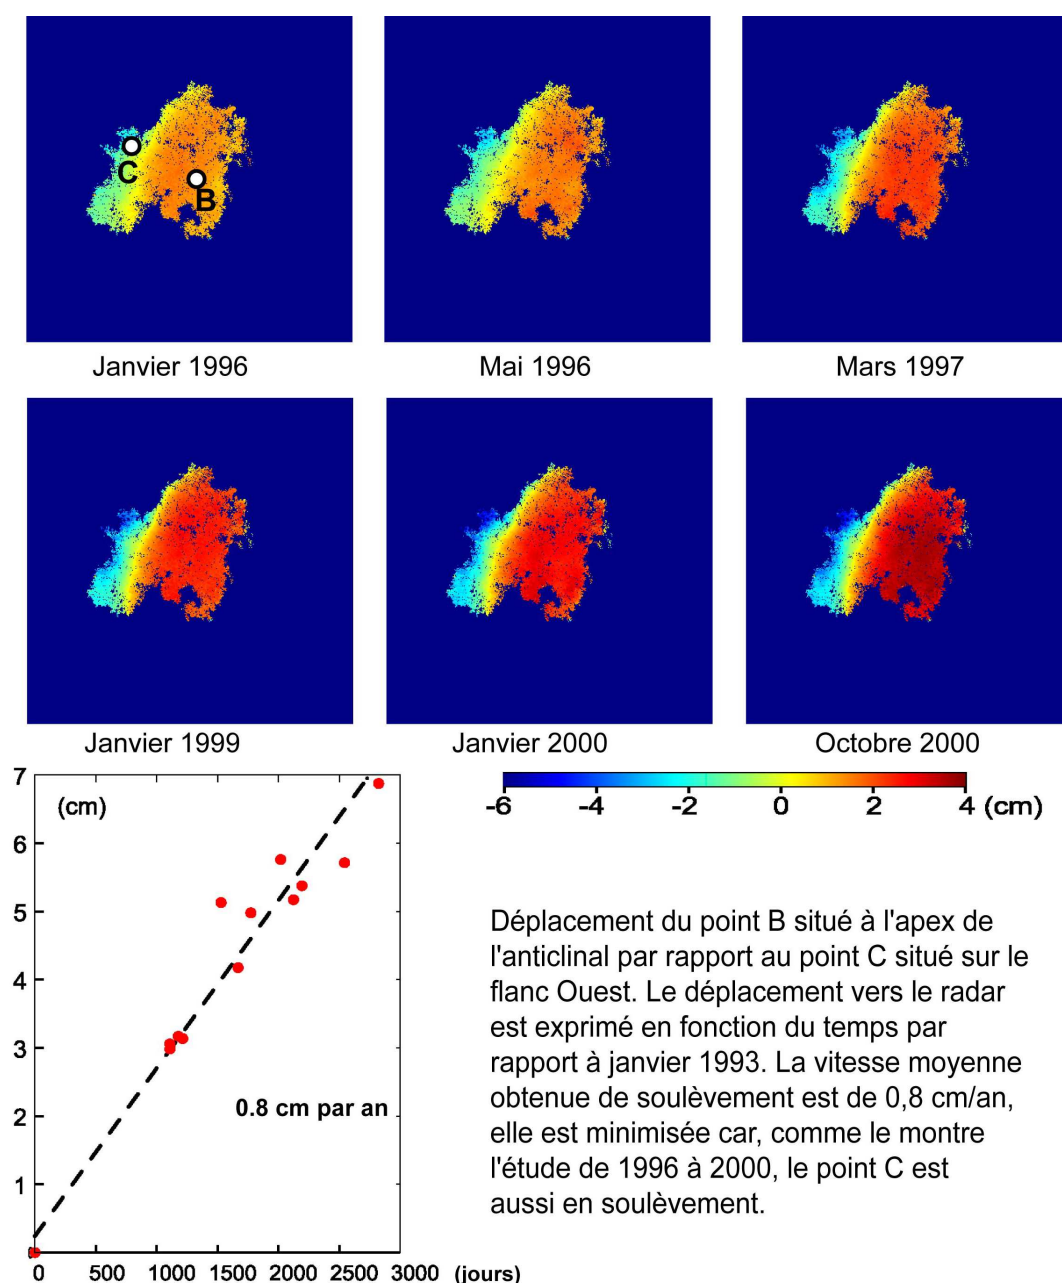 C
B
Janvier 1996
Mai 1996
Mars 1997
Janvier 1999
Janvier 2000
Octobre 2000
7
6
5
4
3
2
1
(cm)
0.8 cm par an
0 500 1000 1500 2000 2500 3000 (jours)
-6 -4 -2 0 2 4 (cm)
Déplacement du point B situé à l'apex de
l'anticlinal par rapport au point C situé sur le
flanc Ouest. Le déplacement vers le radar
est exprimé en fonction du temps par
rapport à janvier 1993. La vitesse moyenne
obtenue de soulèvement est de 0,8 cm/an,
elle est minimisée car, comme le montre
l'étude de 1996 à 2000, le point C est
aussi en soulèvement.